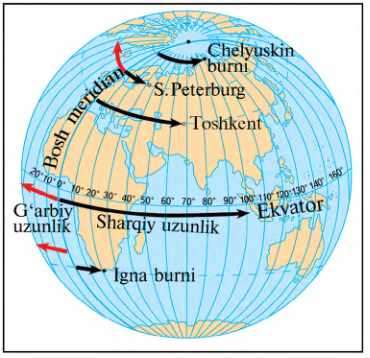 Chelyuskin
burni
S. Peterburg
Bosh meridian
Toshkent
20° 10° 0° 10° 20° 30° 40° 50° 60° 70° 80° 90° 100° 110° 120° 130° 140° 160°
G‘arbiy
uzunlik
Sharqiy uzunlik
Ekvator
Igna burni